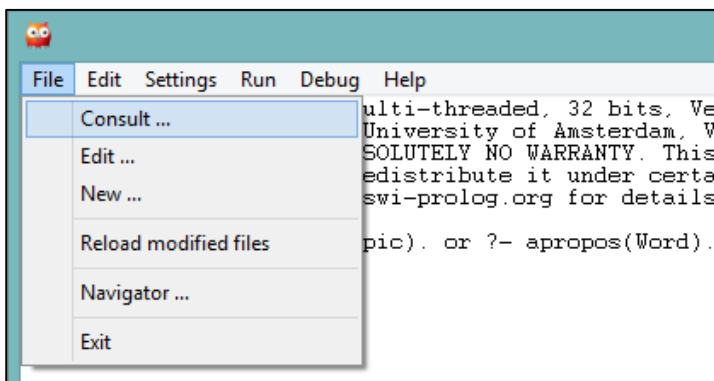 File Edit Settings Run Debug Help
Consult ...
Edit ...
New ...
Reload modified files
Navigator ...
Exit
ulti-threaded, 32 bits, Ve
University of Amsterdam, V
SOLUTELY NO WARRANTY. This
edistribute it under certa
swi-prolog.org for details
pic). or ?- apropos(Word).